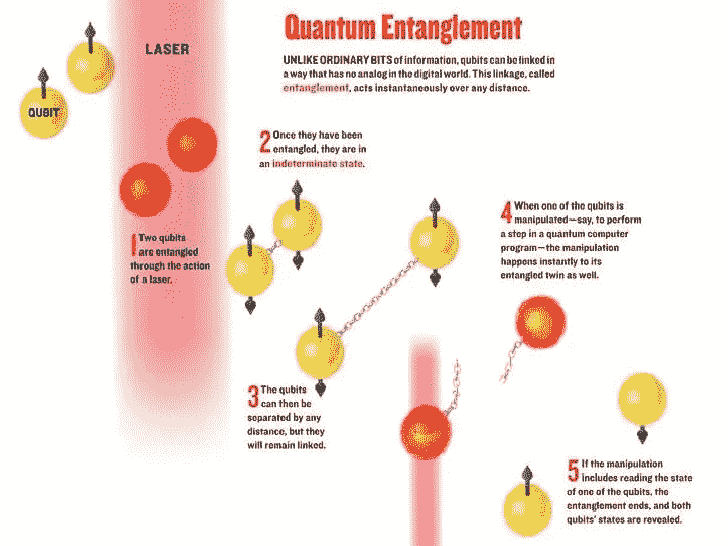 Quantum Entanglement
UNLIKE ORDINARY BITS of information, qubits can be linked in
a way that has no analog in the digital world. This linkage, called
entanglement, acts instantaneously over any distance.
LASER
QUBIT
1 Two qubits
are entangled
through the action
of a laser.
2 Once they have been
entangled, they are in
an indeterminate state.
3 The qubits
can then be
separated by any
distance, but they
will remain linked.
4 When one of the qubits is
manipulated—say, to perform
a step in a quantum computer
program—the manipulation
happens instantly to its
entangled twin as well.
5 If the manipulation
includes reading the state
of one of the qubits, the
entanglement ends, and both
qubits' states are revealed.